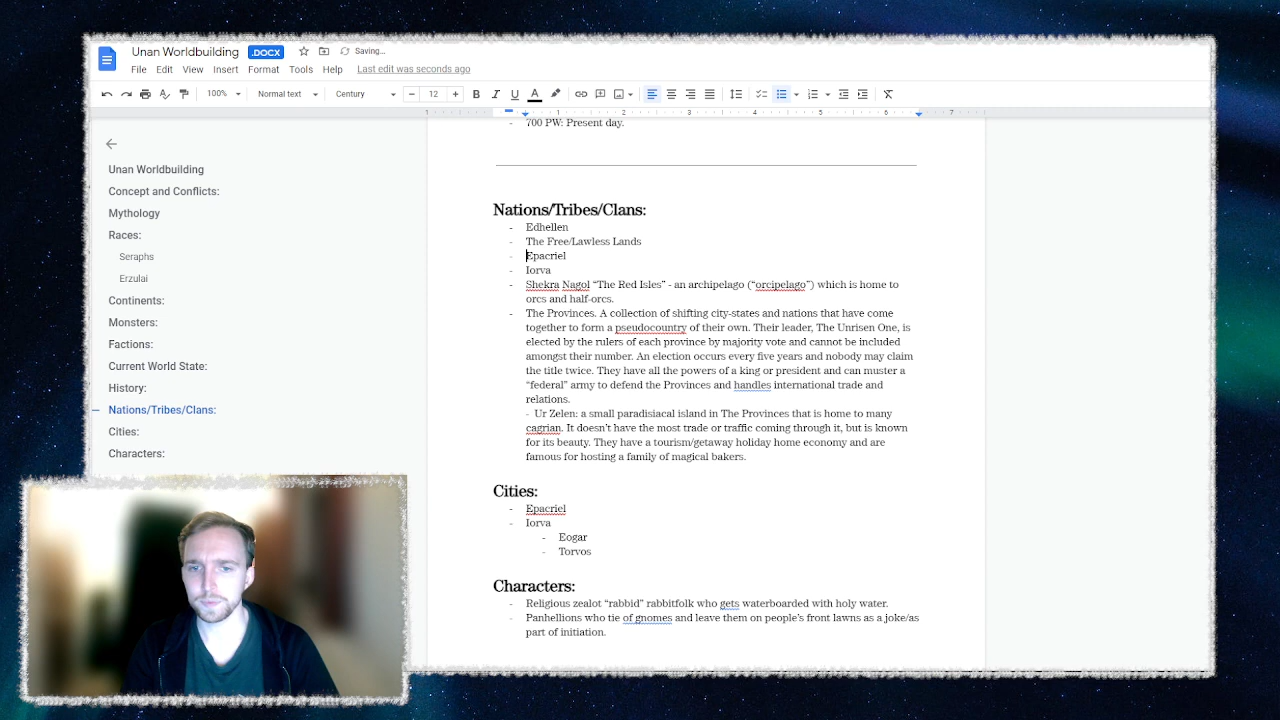 Unan Worldbuilding .DOCX Saving...
File Edit View Insert Format Tools Help Last edit was seconds ago
100% Normal text Century 12 B I U A
1 1 2 3 4 5 6 7
Unan Worldbuilding
Concept and Conflicts:
Mythology
Races:
Seraphs
Erzulai
Continents:
Monsters:
Factions:
Current World State:
History:
Nations/Tribes/Clans:
Cities:
Characters:
- 700 PW: Present day.
Nations/Tribes/Clans:
- Edhellen
- The Free/Lawless Lands
- Epacriel
- Iorva
- Shekra Nagol “The Red Isles” - an archipelago (“orcipelago”) which is home to
orcs and half-orcs.
- The Provinces. A collection of shifting city-states and nations that have come
together to form a pseudocountry of their own. Their leader, The Unrisen One, is
elected by the rulers of each province by majority vote and cannot be included
amongst their number. An election occurs every five years and nobody may claim
the title twice. They have all the powers of a king or president and can muster a
“federal” army to defend the Provinces and handles international trade and
relations.
- Ur Zelen: a small paradisiacal island in The Provinces that is home to many
cagrian. It doesn’t have the most trade or traffic coming through it, but is known
for its beauty. They have a tourism/getaway holiday home economy and are
famous for hosting a family of magical bakers.
Cities:
- Epacriel
- Iorva
- Eogar
- Torvos
Characters:
- Religious zealot “rabbid” rabbitfolk who gets waterboarded with holy water.
- Panhellions who tie of gnomes and leave them on people’s front lawns as a joke/as
part of initiation.